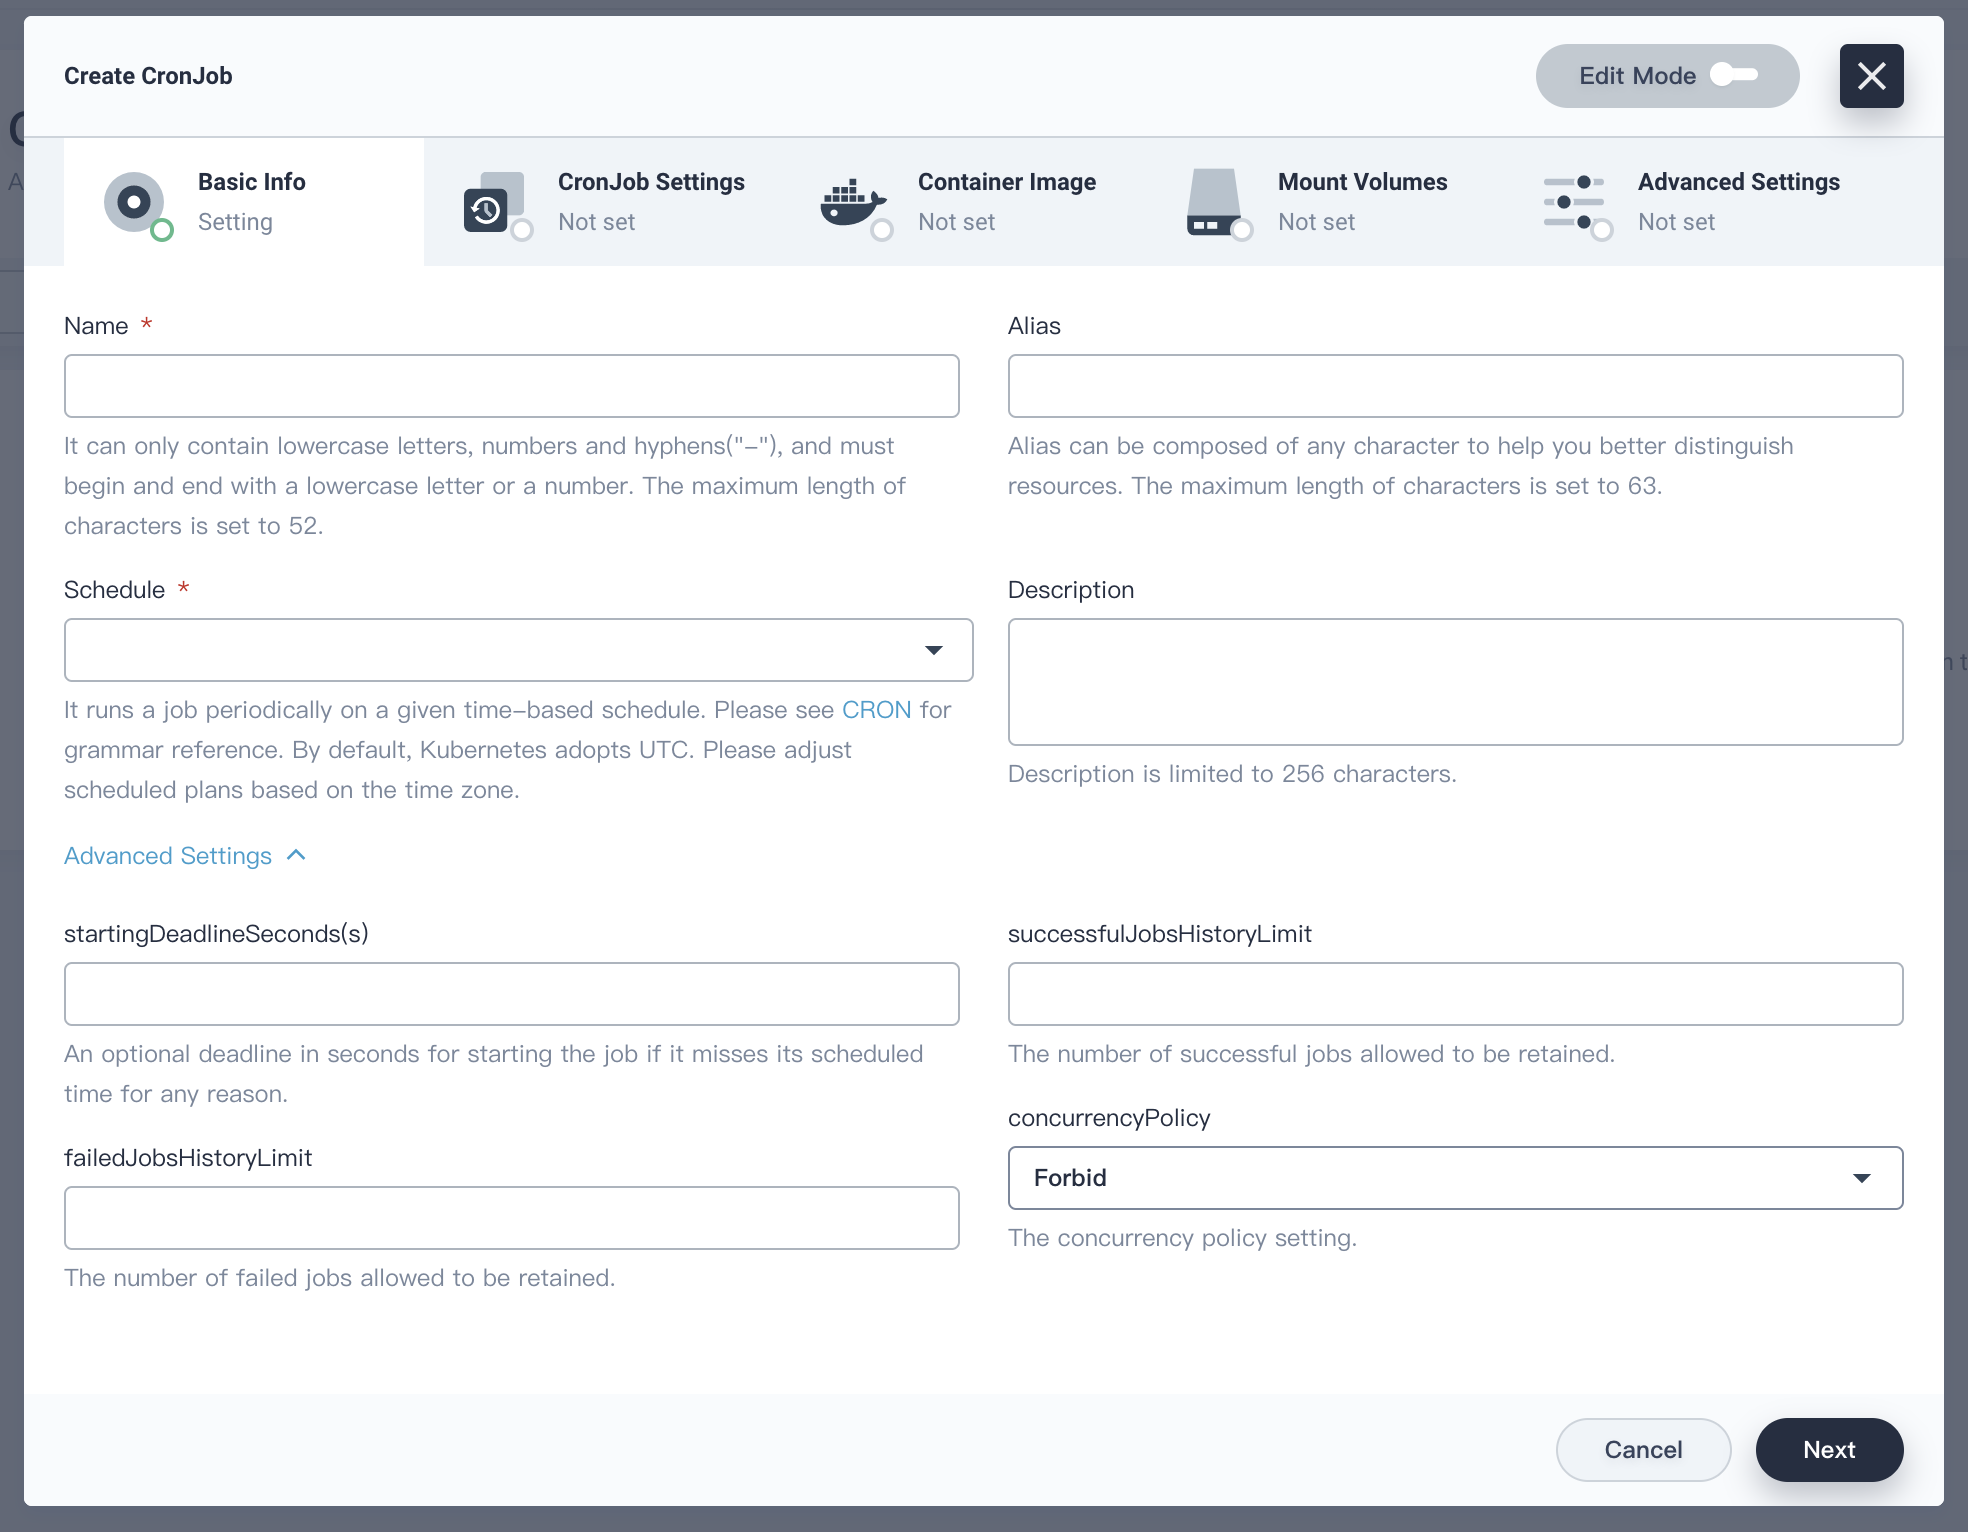 Create CronJob
Edit Mode
Basic Info
Setting
CronJob Settings
Not set
Container Image
Not set
Mount Volumes
Not set
Advanced Settings
Not set
Name *
It can only contain lowercase letters, numbers and hyphens("-"), and must
begin and end with a lowercase letter or a number. The maximum length of
characters is set to 52.
Alias
Alias can be composed of any character to help you better distinguish
resources. The maximum length of characters is set to 63.
Schedule *
It runs a job periodically on a given time-based schedule. Please see CRON for
grammar reference. By default, Kubernetes adopts UTC. Please adjust
scheduled plans based on the time zone.
Description
Description is limited to 256 characters.
Advanced Settings
startingDeadlineSeconds(s)
An optional deadline in seconds for starting the job if it misses its scheduled
time for any reason.
successfulJobsHistoryLimit
The number of successful jobs allowed to be retained.
failedJobsHistoryLimit
The number of failed jobs allowed to be retained.
concurrencyPolicy
Forbid
The concurrency policy setting.
Cancel
Next